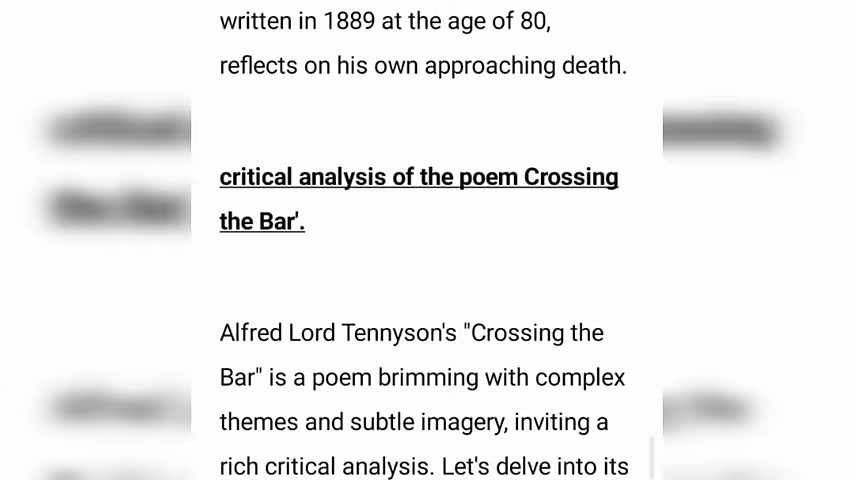 written in 1889 at the age of 80,
reflects on his own approaching death.
critical analysis of the poem Crossing
the Bar'.
Alfred Lord Tennyson's "Crossing the
Bar" is a poem brimming with complex
themes and subtle imagery, inviting a
rich critical analysis. Let's delve into its